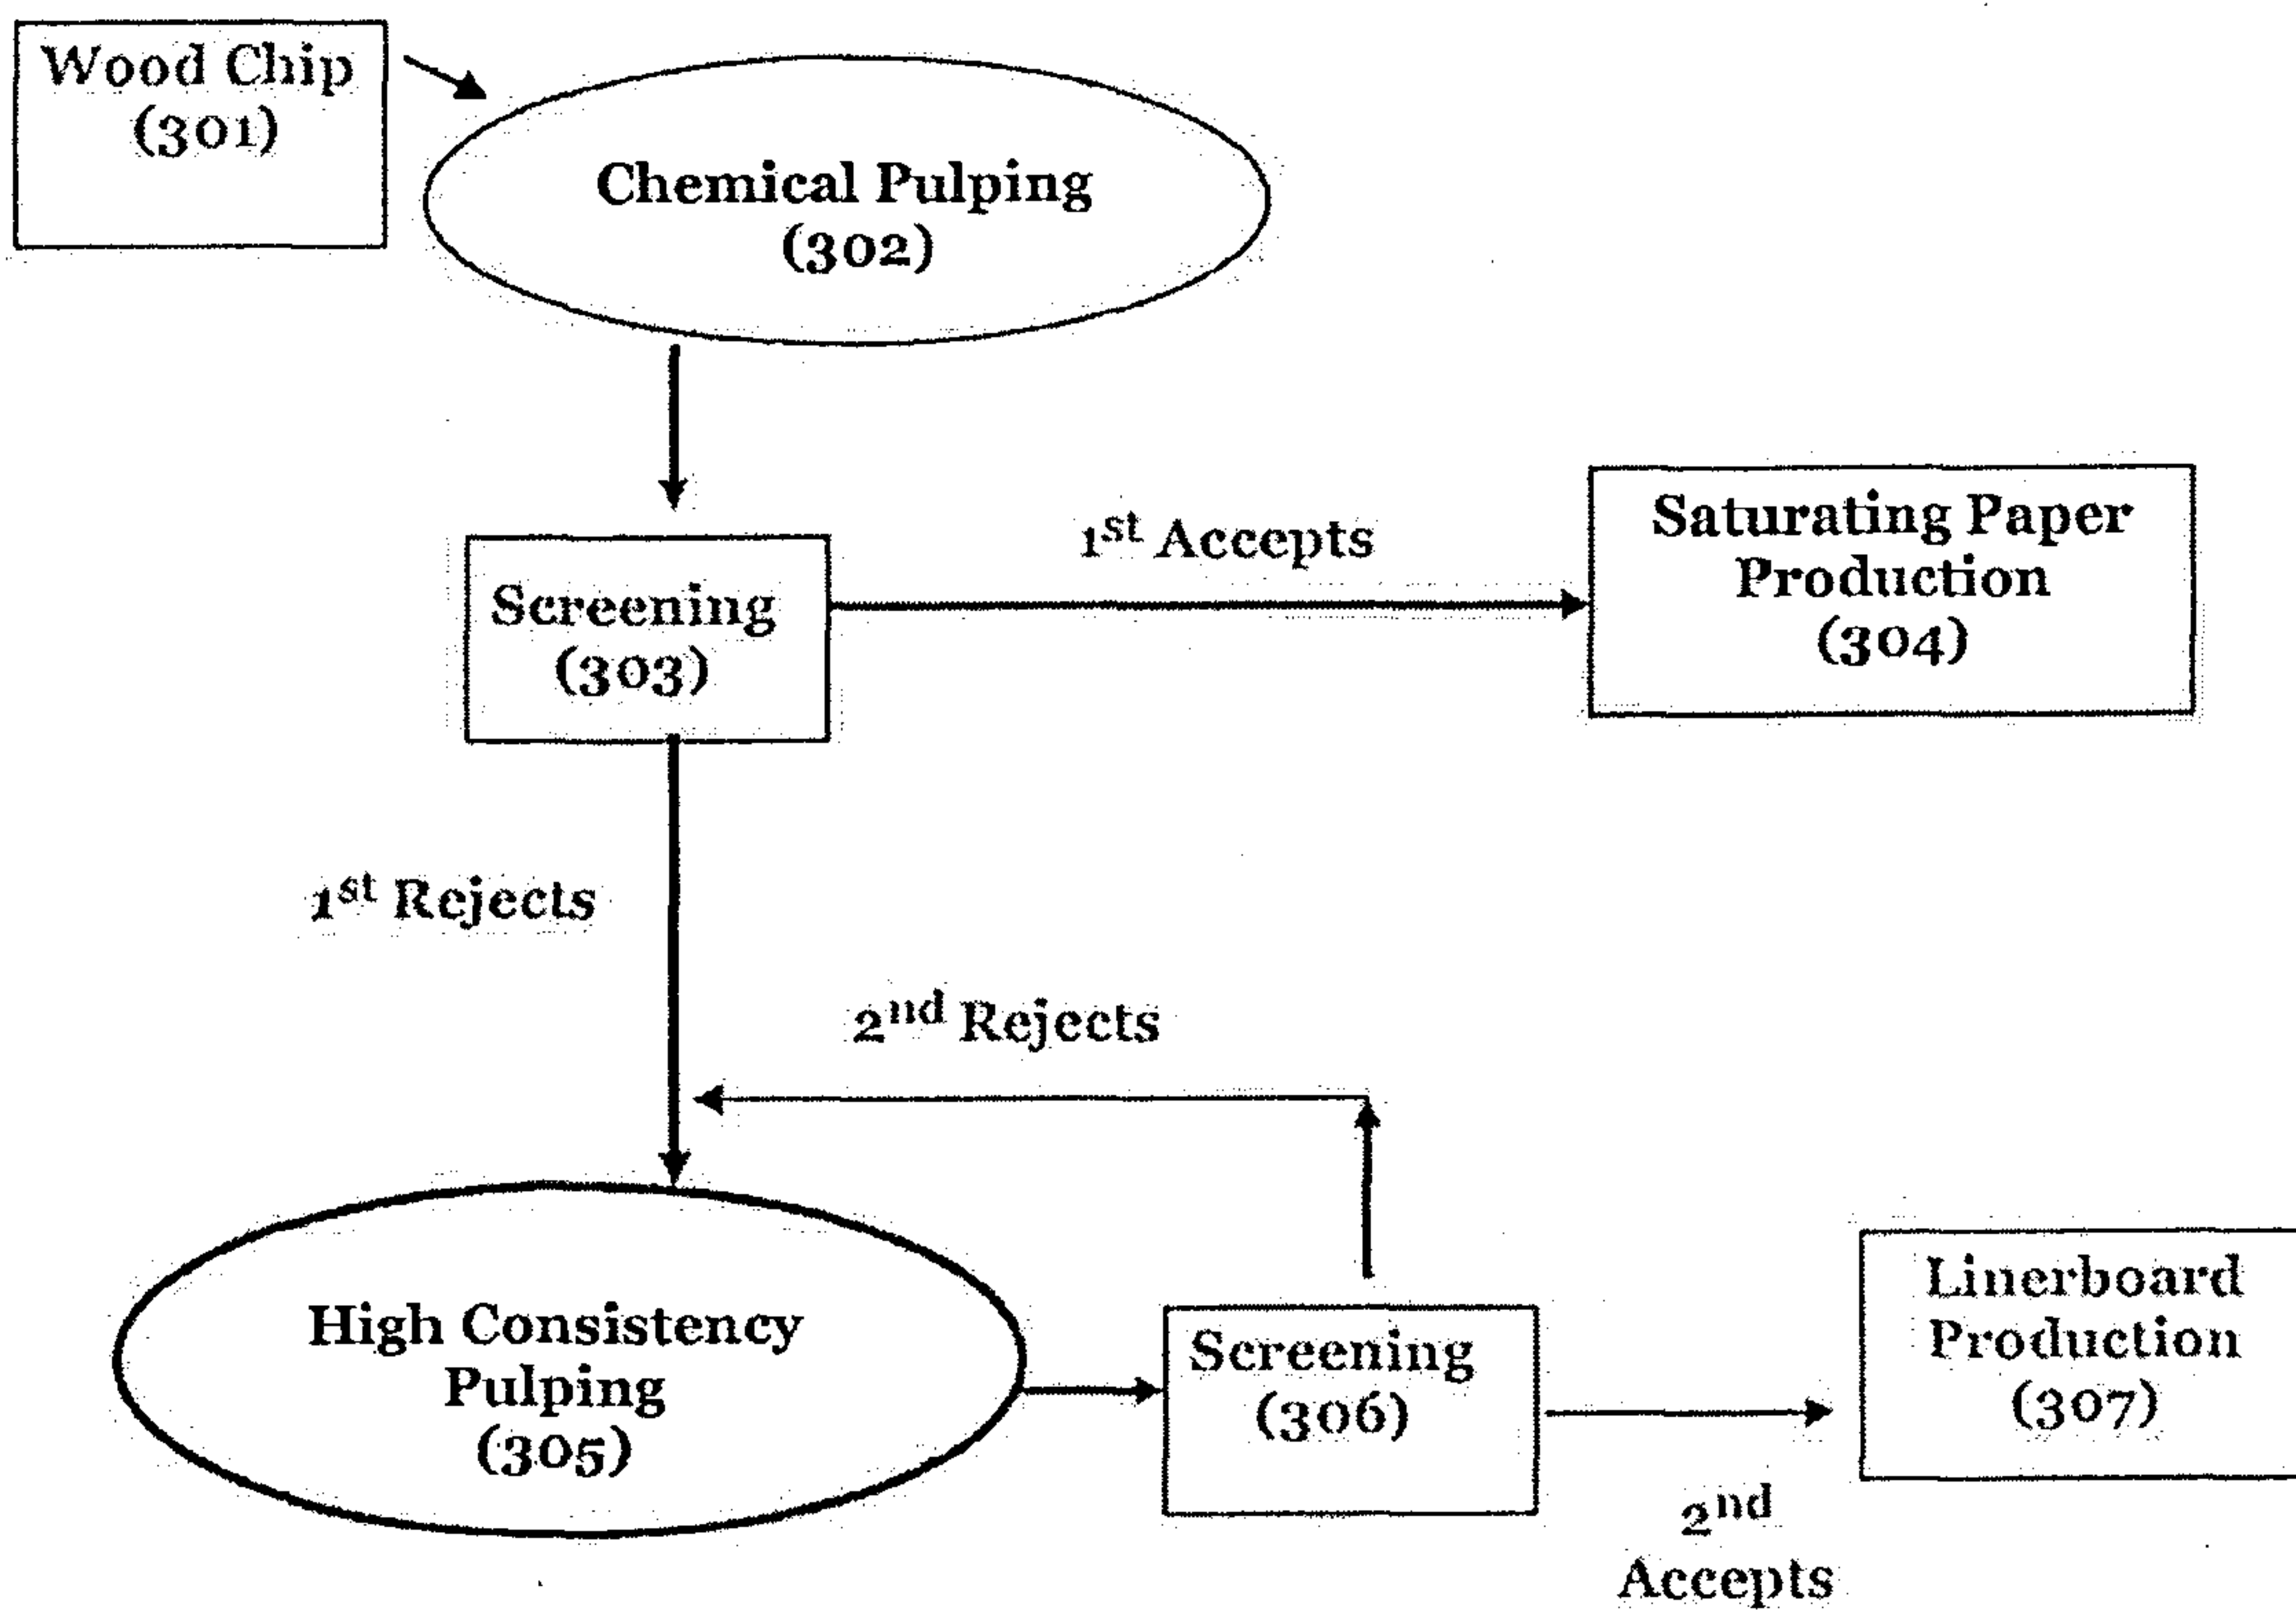 Wood Chip
(301)
Chemical Pulping
(302)
Screening
(303)
1st Accepts
Saturating Paper
Production
(304)
1st Rejects
2nd Rejects
High Consistency
Pulping
(305)
Screening
(306)
Linerboard
Production
(307)
2nd
Accepts